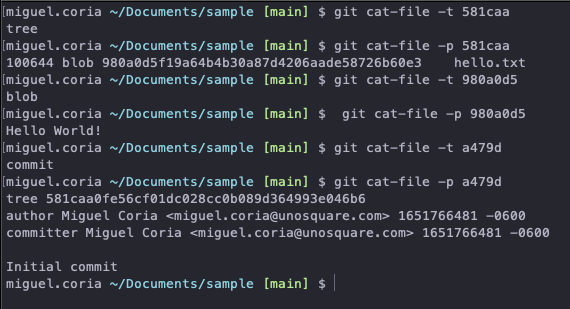 [miguel.coria ~/Documents/sample [main] $ git cat-file -t 581caa
tree
[miguel.coria ~/Documents/sample [main] $ git cat-file -p 581caa
100644 blob 980a0d5f19a64b4b30a87d4206aade58726b60e3    hello.txt
[miguel.coria ~/Documents/sample [main] $ git cat-file -t 980a0d5
blob
[miguel.coria ~/Documents/sample [main] $  git cat-file -p 980a0d5
Hello World!
[miguel.coria ~/Documents/sample [main] $ git cat-file -t a479d
commit
[miguel.coria ~/Documents/sample [main] $ git cat-file -p a479d
tree 581caa0fe56cf01dc028cc0b089d364993e046b6
author Miguel Coria <miguel.coria@unosquare.com> 1651766481 -0600
committer Miguel Coria <miguel.coria@unosquare.com> 1651766481 -0600

Initial commit
miguel.coria ~/Documents/sample [main] $